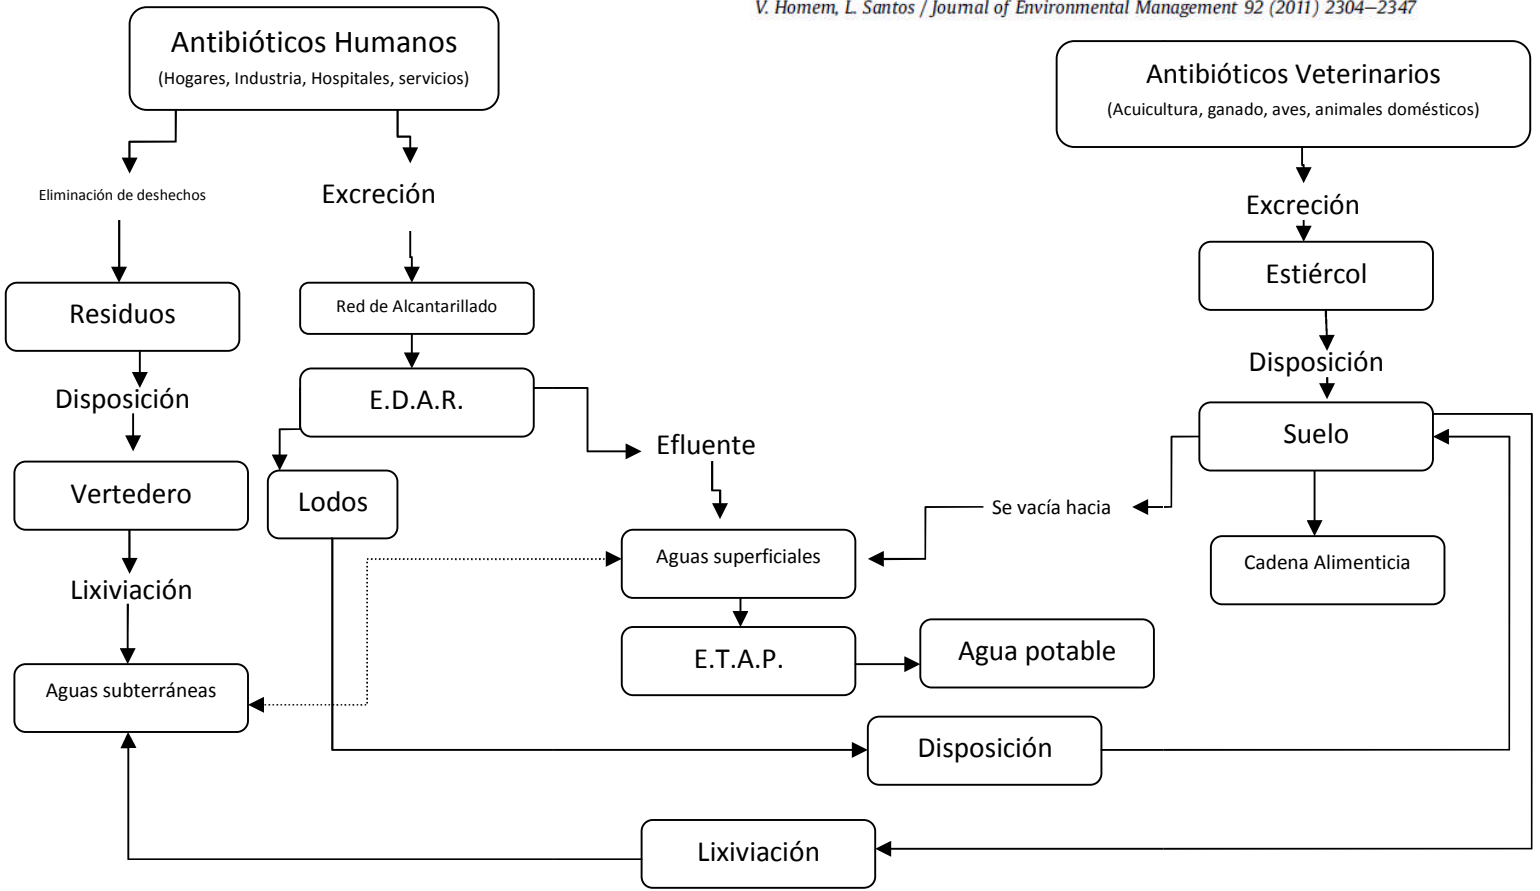 V. Homem, L. Santos / Journal of Environmental Management 92 (2011) 2304–2347
Antibióticos Humanos
(Hogares, Industria, Hospitales, servicios)
Antibióticos Veterinarios
(Acuicultura, ganado, aves, animales domésticos)
Eliminación de deshechos
Excreción
Excreción
Estiércol
Residuos
Red de Alcantarillado
Disposición
Disposición
E.D.A.R.
Suelo
Efluente
Vertedero
Lodos
Se vacía hacia
Aguas superficiales
Cadena Alimenticia
Lixiviación
E.T.A.P.
Agua potable
Aguas subterráneas
Disposición
Lixiviación